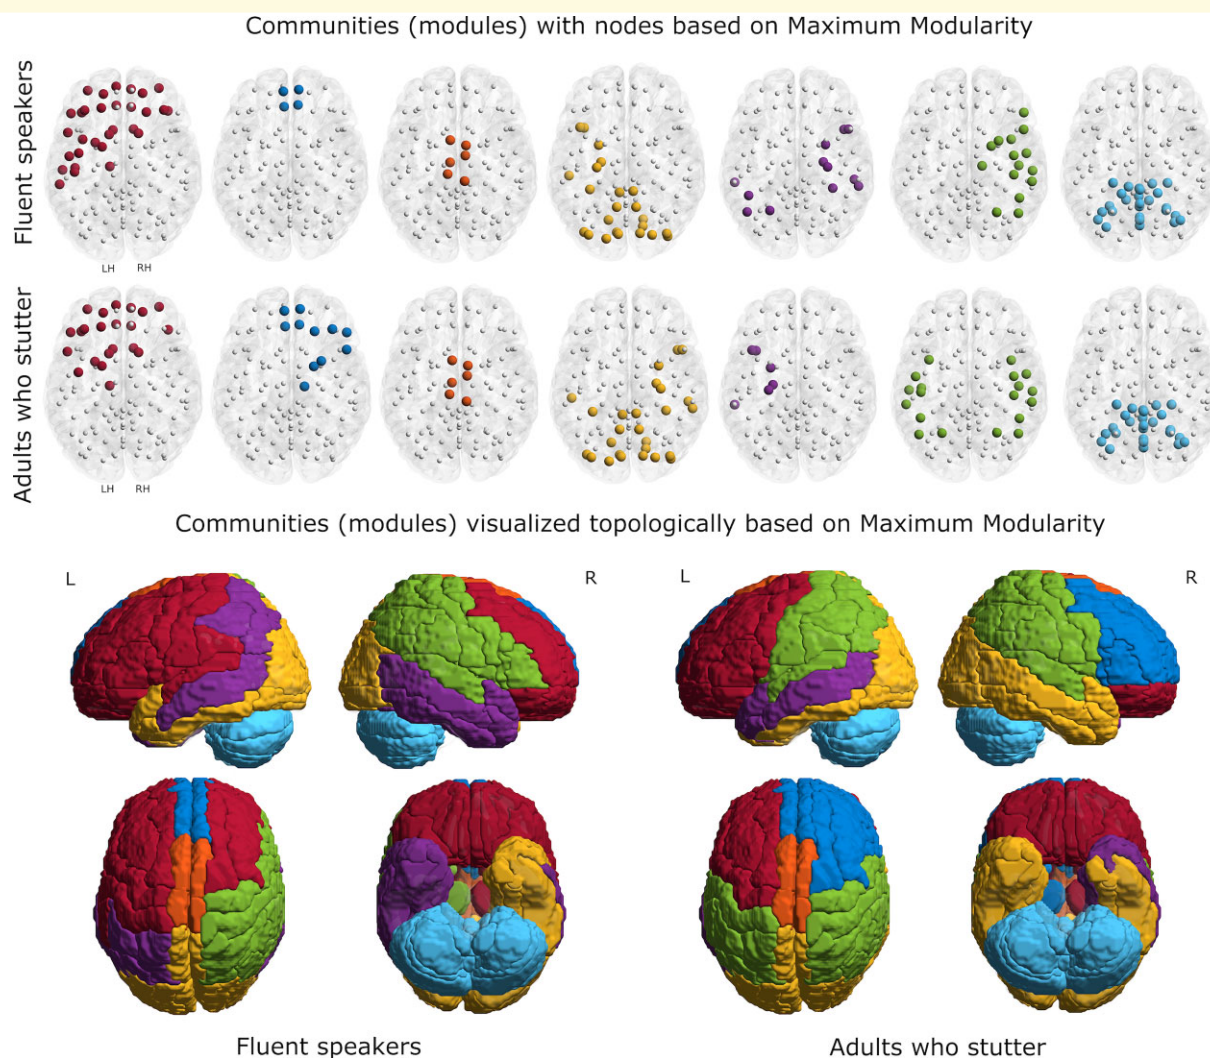 Communities (modules) with nodes based on Maximum Modularity
Fluent speakers
LH RH
Adults who stutter
LH RH
Communities (modules) visualized topologically based on Maximum Modularity
L R L R
Fluent speakers Adults who stutter